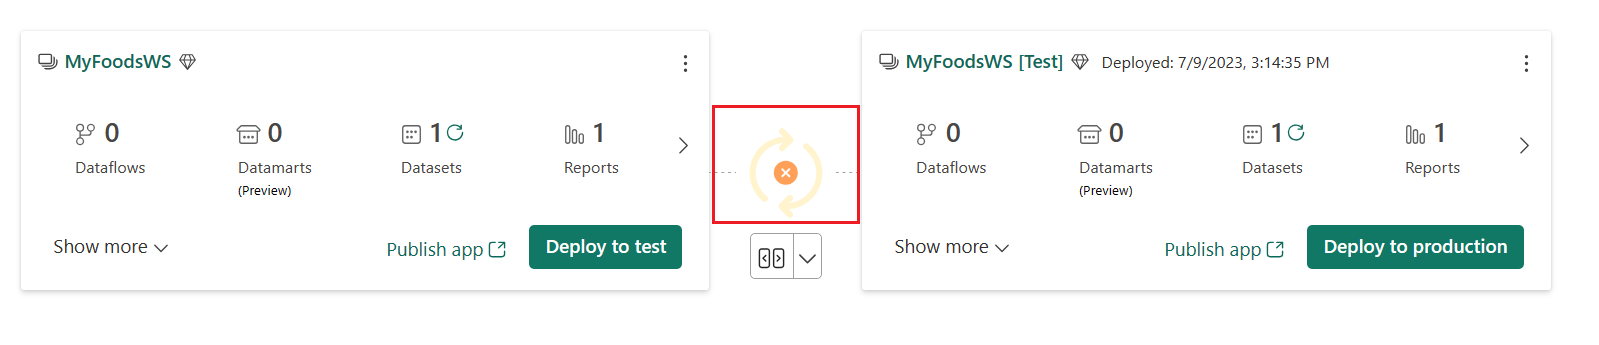 MyFoodsWS
0
Dataflows
0
Datamarts
(Preview)
1
Datasets
1
Reports
Show more
Publish app
Deploy to test
MyFoodsWS [Test]
Deployed: 7/9/2023, 3:14:35 PM
0
Dataflows
0
Datamarts
(Preview)
1
Datasets
1
Reports
Show more
Publish app
Deploy to production